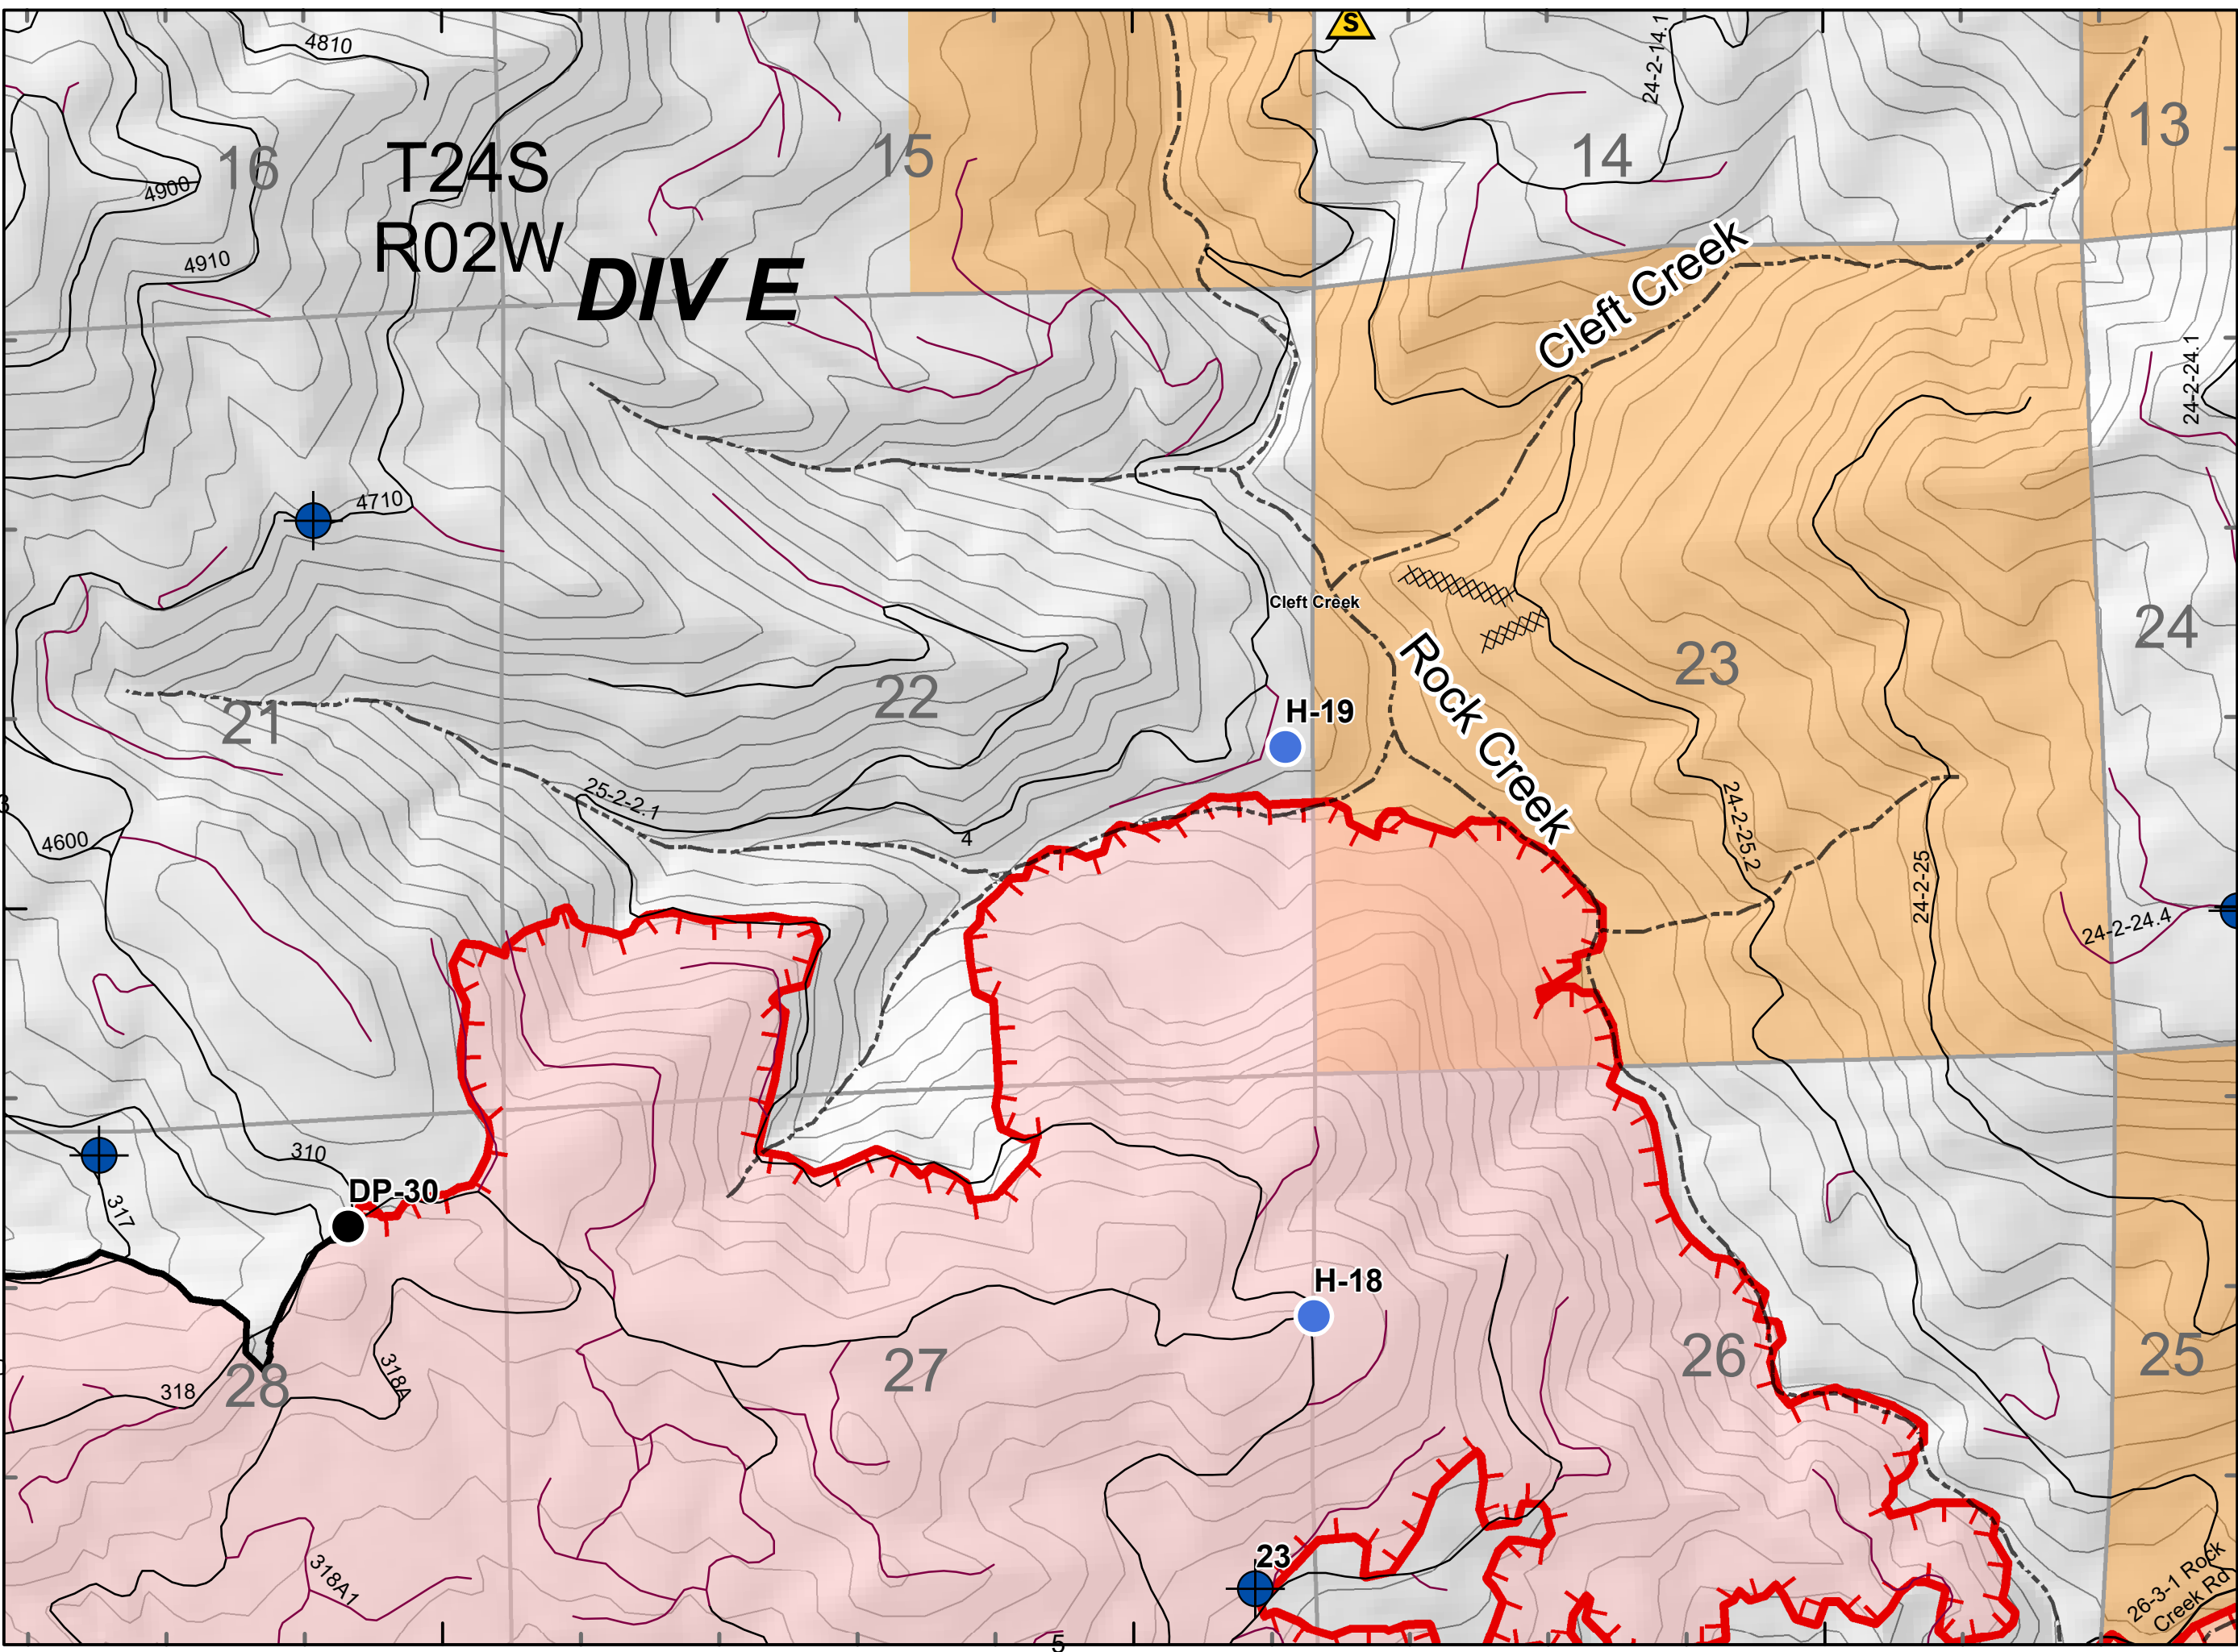 S
4810
24-2-14.1
13
16
T24S
15
14
4900
R02W
4910
DIV E
Cleft Creek
24-2-24.1
4710
Cleft Creek
24
Rock Creek
23
22
21
H-19
25-2-2.1
3
4600
4
24-2-25.2
24-2-25
24-2-24.4
310
DP-30
317
H-18
26
25
27
28
318
318A
23
318A1
26-3-1 Rock
Creek Rd
5